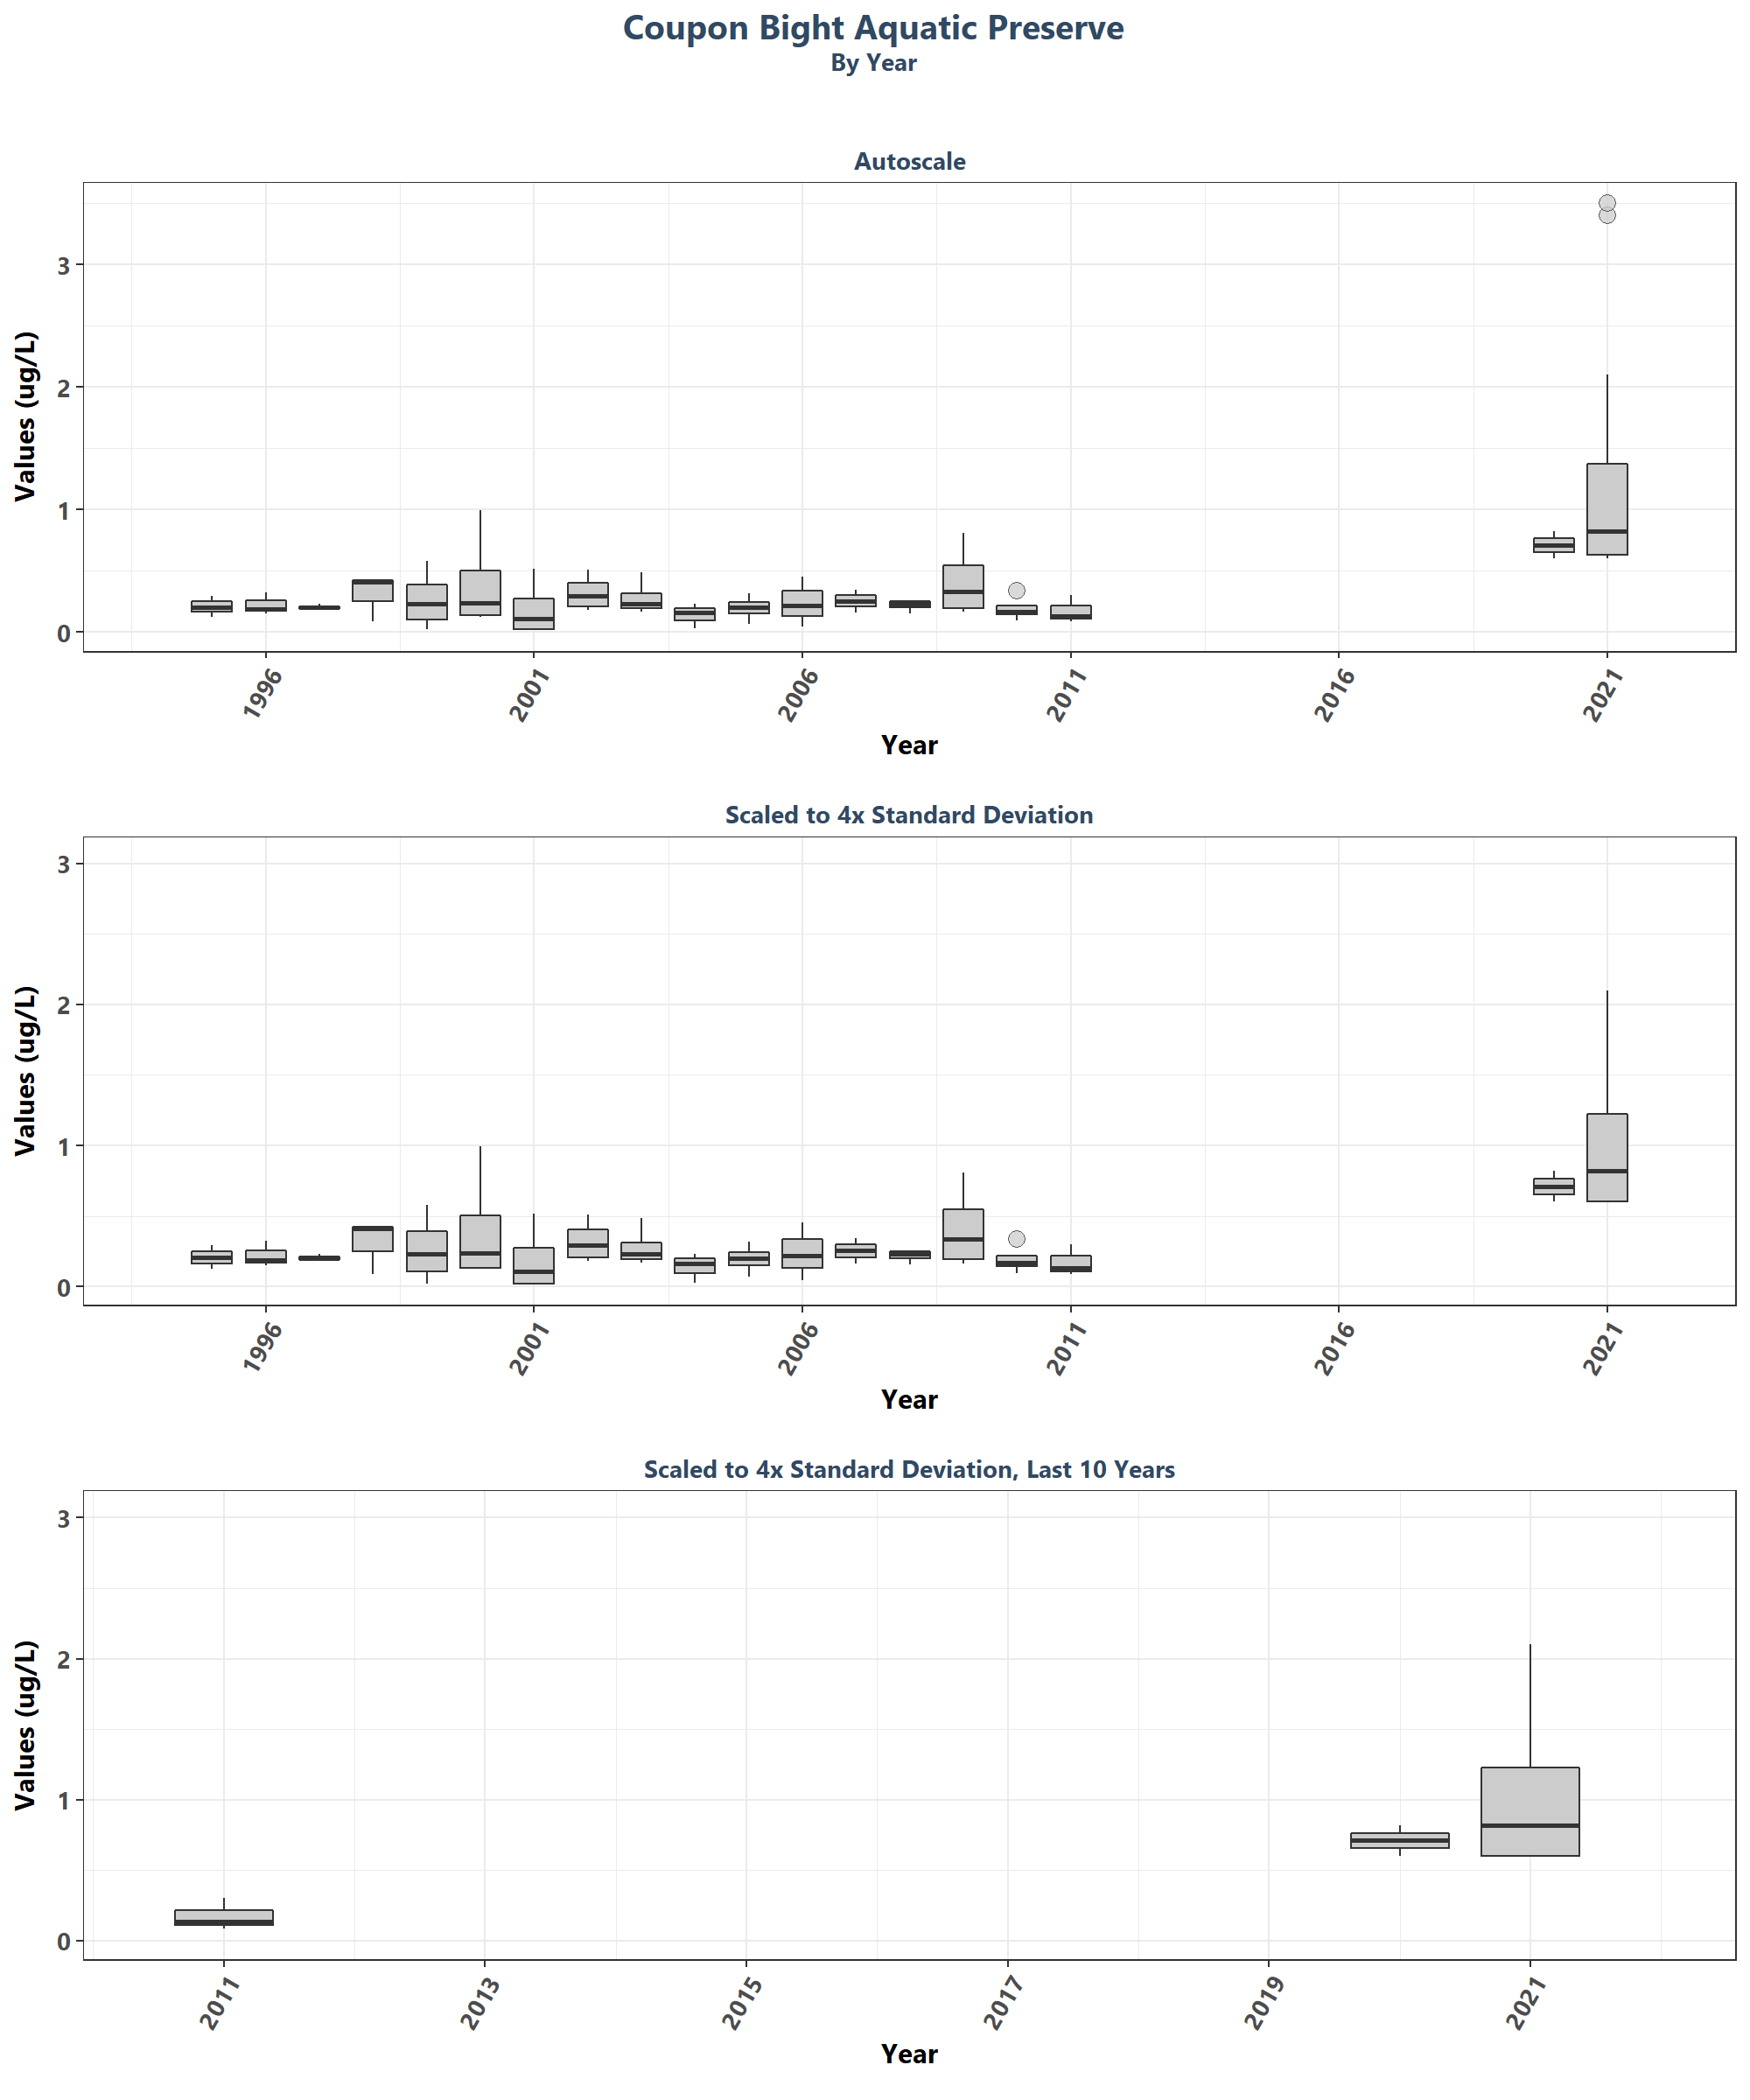 Coupon Bight Aquatic Preserve
By Year
Autoscale
Values (ug/L)
3
2
1
0
1996
2001
2006
2011
2016
2021
Year
Scaled to 4x Standard Deviation
Values (ug/L)
3
2
1
0
1996
2001
2006
2011
2016
2021
Year
Scaled to 4x Standard Deviation, Last 10 Years
Values (ug/L)
3
2
1
0
2011
2013
2015
2017
2019
2021
Year